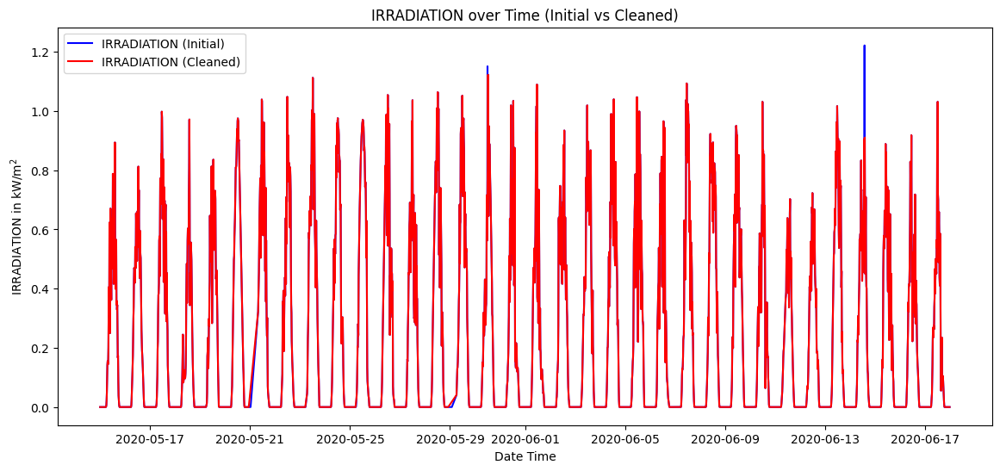 IRRADIATION over Time (Initial vs Cleaned)
IRRADIATION (Initial)
IRRADIATION (Cleaned)
IRRADIATION in kW/m²
1.2
1.0
0.8
0.6
0.4
0.2
0.0
2020-05-17 2020-05-21 2020-05-25 2020-05-29 2020-06-01 2020-06-05 2020-06-09 2020-06-13 2020-06-17
Date Time